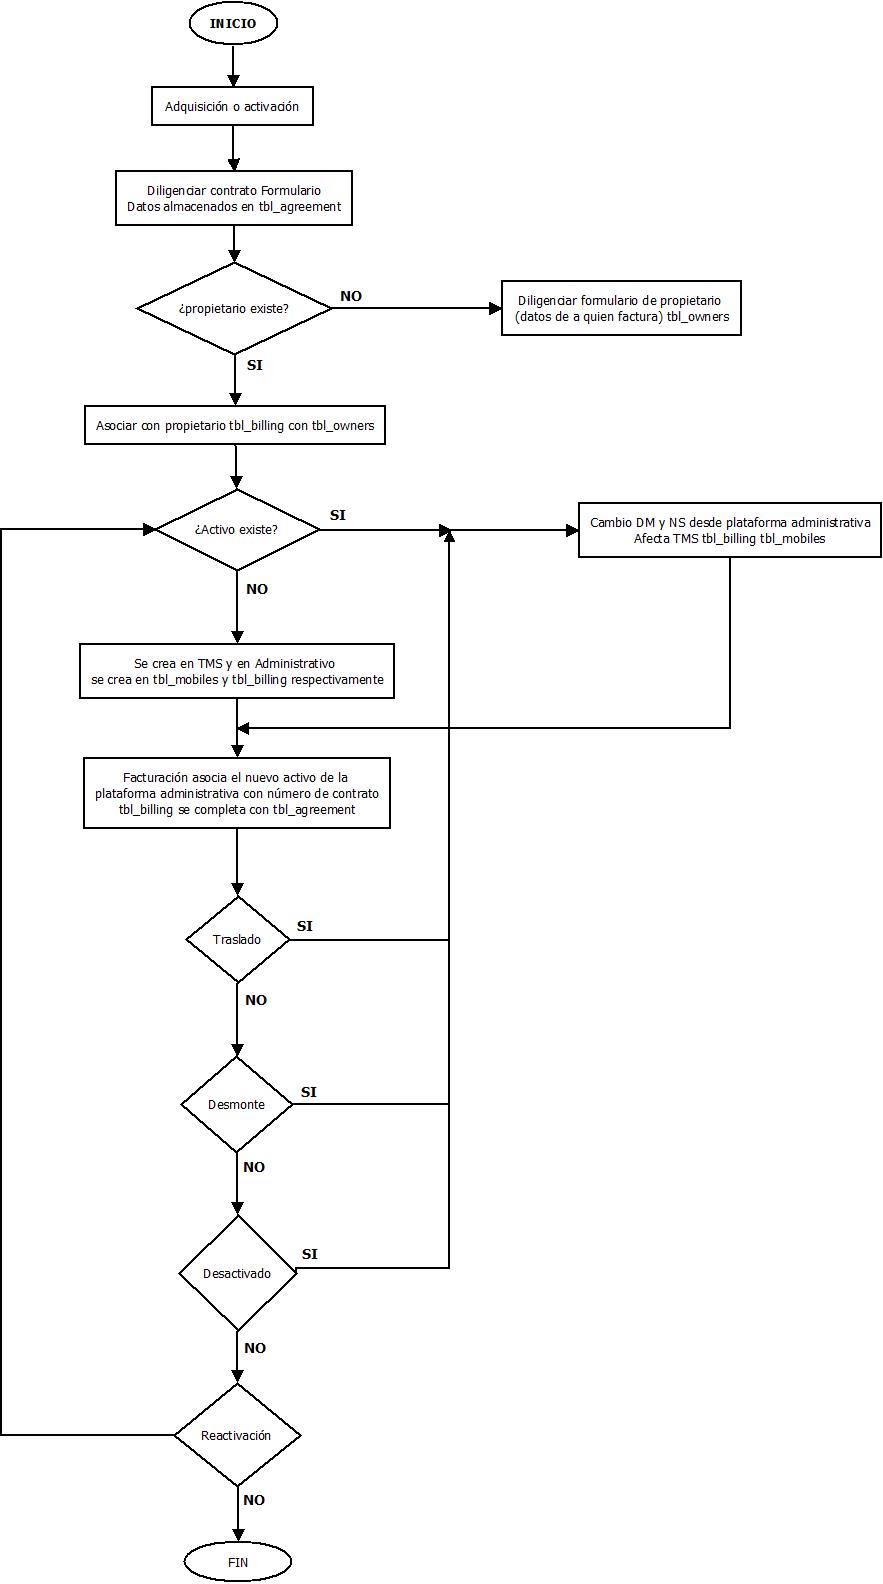 INICIO
Adquisición o activación
Diligenciar contrato Formulario
Datos almacenados en tbl_agreement
¿propietario existe?
NO
Diligenciar formulario de propietario
(datos de a quien factura) tbl_owners
SI
Asociar con propietario tbl_billing con tbl_owners
¿Activo existe?
SI
Cambio DM y NS desde plataforma administrativa
Afecta TMS tbl_billing tbl_mobiles
NO
Se crea en TMS y en Administrativo
se crea en tbl_mobiles y tbl_billing respectivamente
Facturación asocia el nuevo activo de la
plataforma administrativa con número de contrato
tbl_billing se completa con tbl_agreement
Traslado
SI
NO
Desmonte
SI
NO
Desactivado
SI
NO
Reactivación
NO
FIN